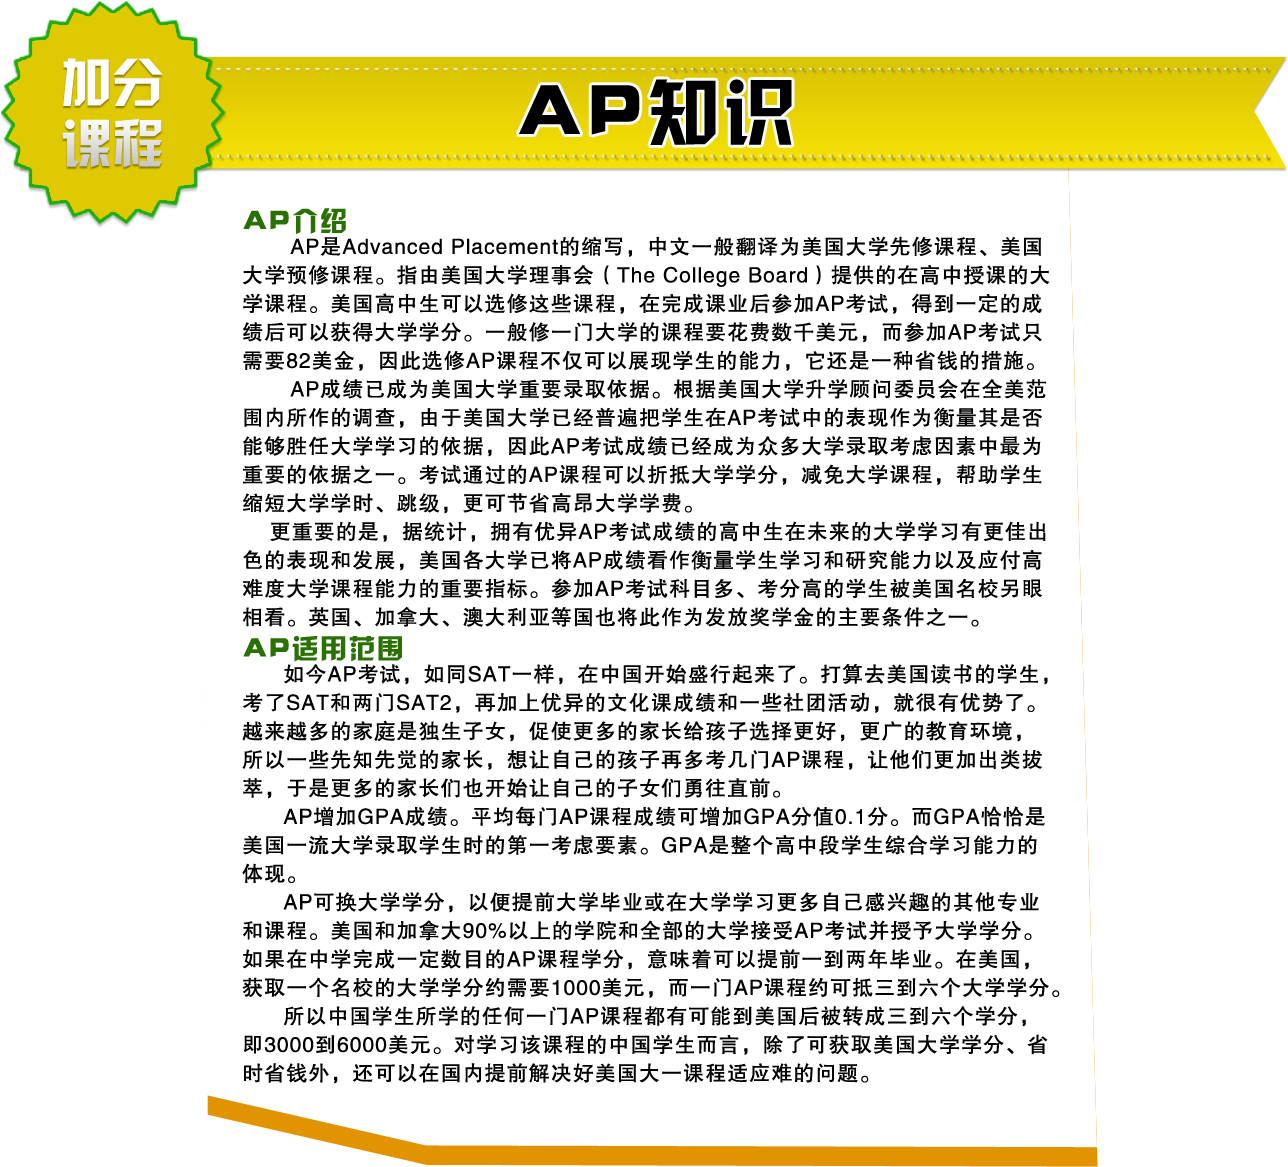 加分
课程
AP知识
AP介绍
AP是Advanced Placement的缩写，中文一般翻译为美国大学先修课程、美国
大学预修课程。指由美国大学理事会（The College Board）提供的在高中授课的大
学课程。美国高中生可以选修这些课程，在完成课业后参加AP考试，得到一定的成
绩后可以获得大学学分。一般修一门大学的课程要花费数千美元，而参加AP考试只
需要82美金，因此选修AP课程不仅可以展现学生的能力，它还是一种省钱的措施。
AP成绩已成为美国大学重要录取依据。根据美国大学升学顾问委员会在全美范
围内所作的调查，由于美国大学已经普遍把学生在AP考试中的表现作为衡量其是否
能够胜任大学学习的依据，因此AP考试成绩已经成为众多大学录取考虑因素中最为
重要的依据之一。考试通过的AP课程可以折抵大学学分，减免大学课程，帮助学生
缩短大学学时、跳级，更可节省高昂大学学费。
更重要的是，据统计，拥有优异AP考试成绩的高中生在未来的大学学习有更佳出
色的表现和发展，美国各大学已将AP成绩看作衡量学生学习和研究能力以及应付高
难度大学课程能力的重要指标。参加AP考试科目多、考分高的学生被美国名校另眼
相看。英国、加拿大、澳大利亚等国也将此作为发放奖学金的主要条件之一。
AP适用范围
如今AP考试，如同SAT一样，在中国开始盛行起来了。打算去美国读书的学生，
考了SAT和两门SAT2，再加上优异的文化课成绩和一些社团活动，就很有优势了。
越来越多的家庭是独生子女，促使更多的家长给孩子选择更好，更广的教育环境，
所以一些先知先觉的家长，想让自己的孩子再多考几门AP课程，让他们更加出类拔
萃，于是更多的家长们也开始让自己的子女们勇往直前。
AP增加GPA成绩。平均每门AP课程成绩可增加GPA分值0.1分。而GPA恰恰是
美国一流大学录取学生时的第一考虑要素。GPA是整个高中段学生综合学习能力的
体现。
AP可换大学学分，以便提前大学毕业或在大学学习更多自己感兴趣的其他专业
和课程。美国和加拿大90%以上的学院和全部的大学接受AP考试并授予大学学分。
如果在中学完成一定数目的AP课程学分，意味着可以提前一到两年毕业。在美国，
获取一个名校的大学学分约需要1000美元，而一门AP课程约可抵三到六个大学学分。
所以中国学生所学的任何一门AP课程都有可能到美国后被转成三到六个学分，
即3000到6000美元。对学习该课程的中国学生而言，除了可获取美国大学学分、省
时省钱外，还可以在国内提前解决好美国大一课程适应难的问题。